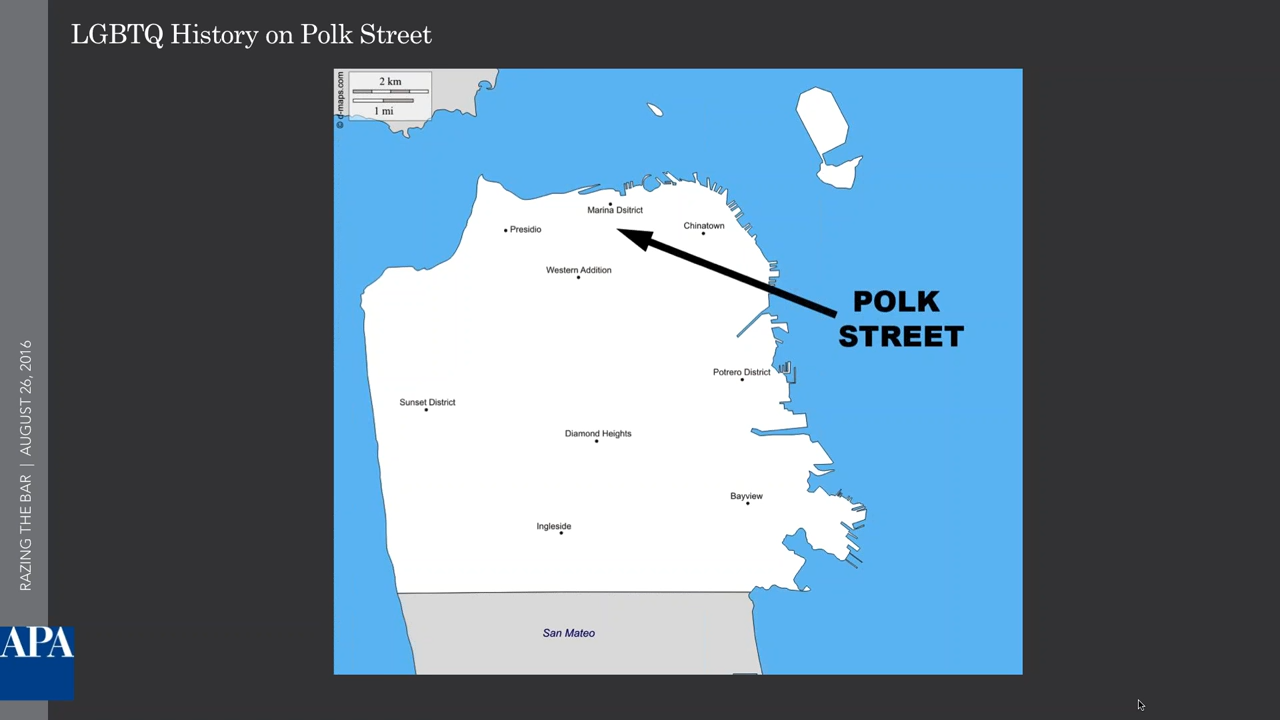 LGBTQ History on Polk Street
2 km
1 mi
© d-maps.com
Marina Dsitrict
Presidio
Chinatown
Western Addition
POLK
STREET
Potrero District
Sunset District
Diamond Heights
Bayview
Ingleside
San Mateo
RAZING THE BAR | AUGUST 26, 2016
APA